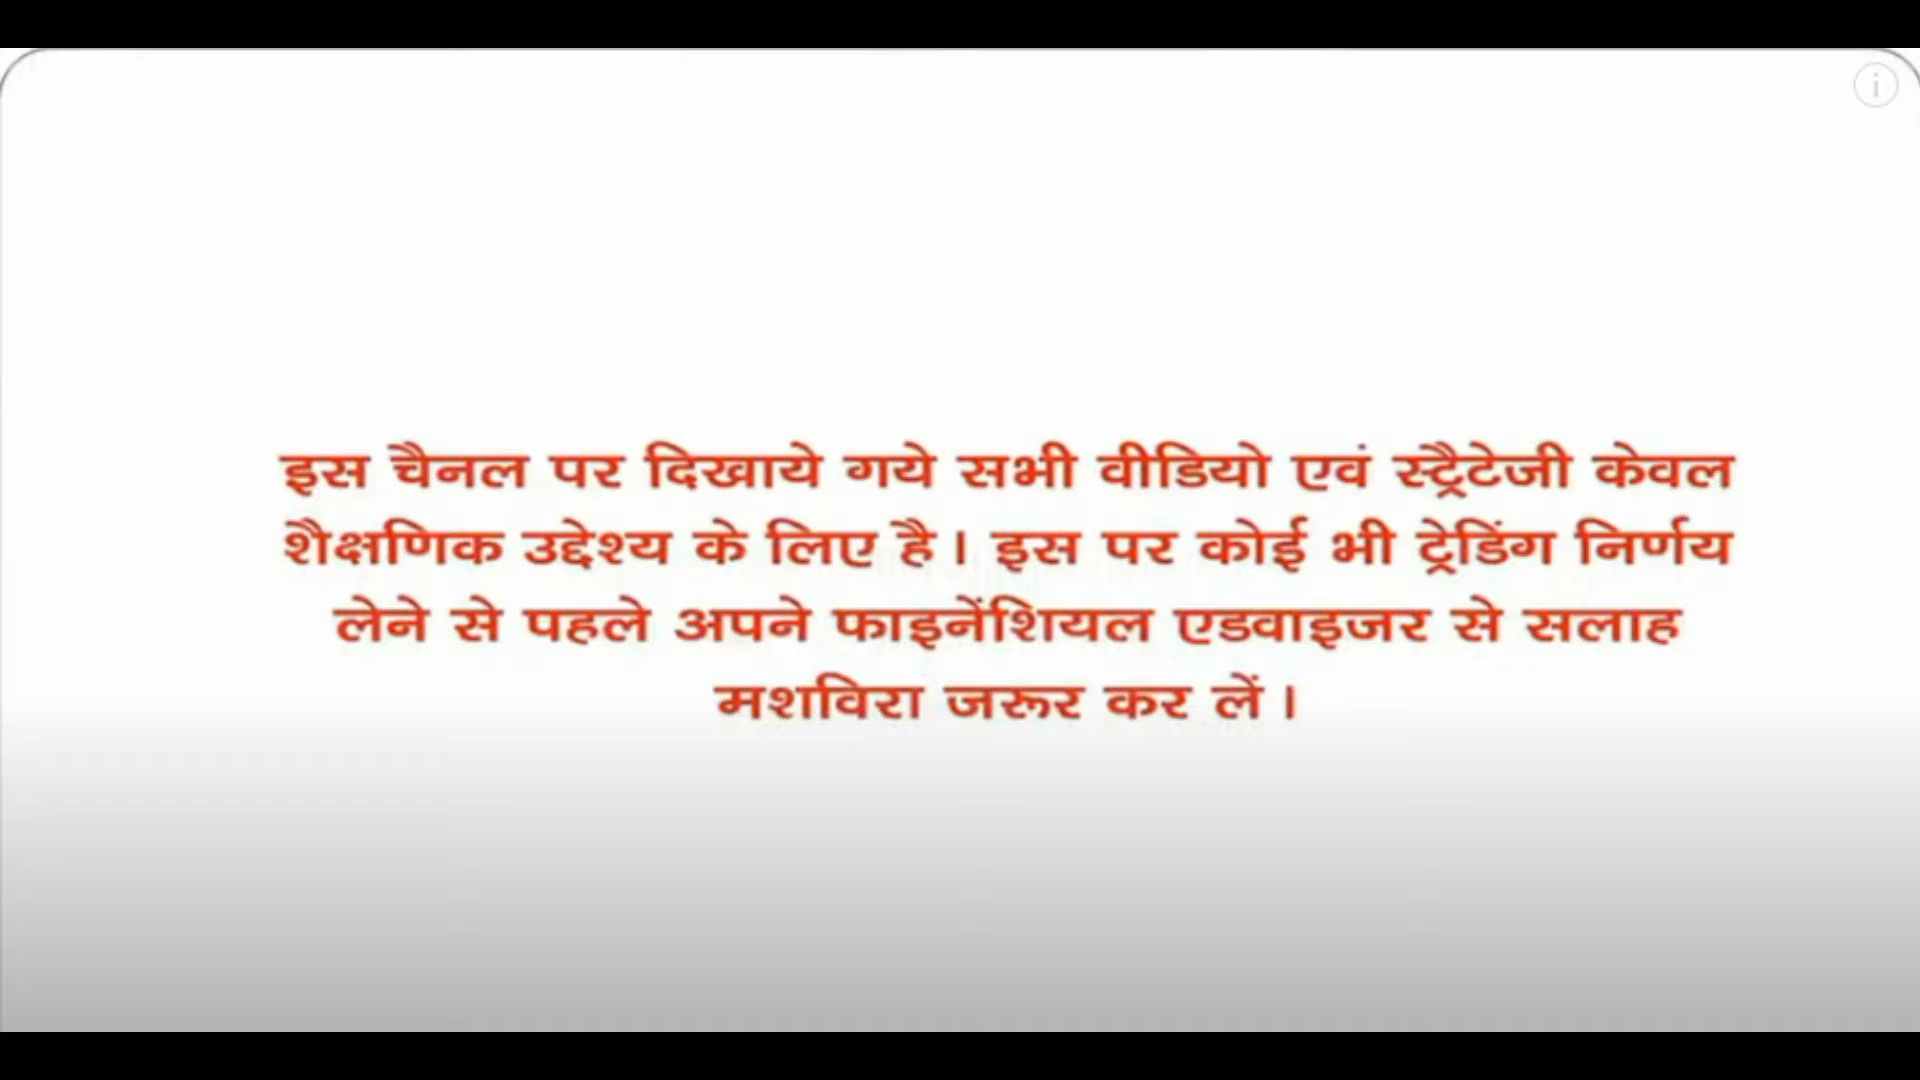 इस चैनल पर दिखाये गये सभी वीडियो एवं स्ट्रैटेजी केवल
शैक्षणिक उद्देश्य के लिए है। इस पर कोई भी ट्रेडिंग निर्णय
लेने से पहले अपने फाइनेंशियल एडवाइजर से सलाह
मशविरा जरूर कर लें।